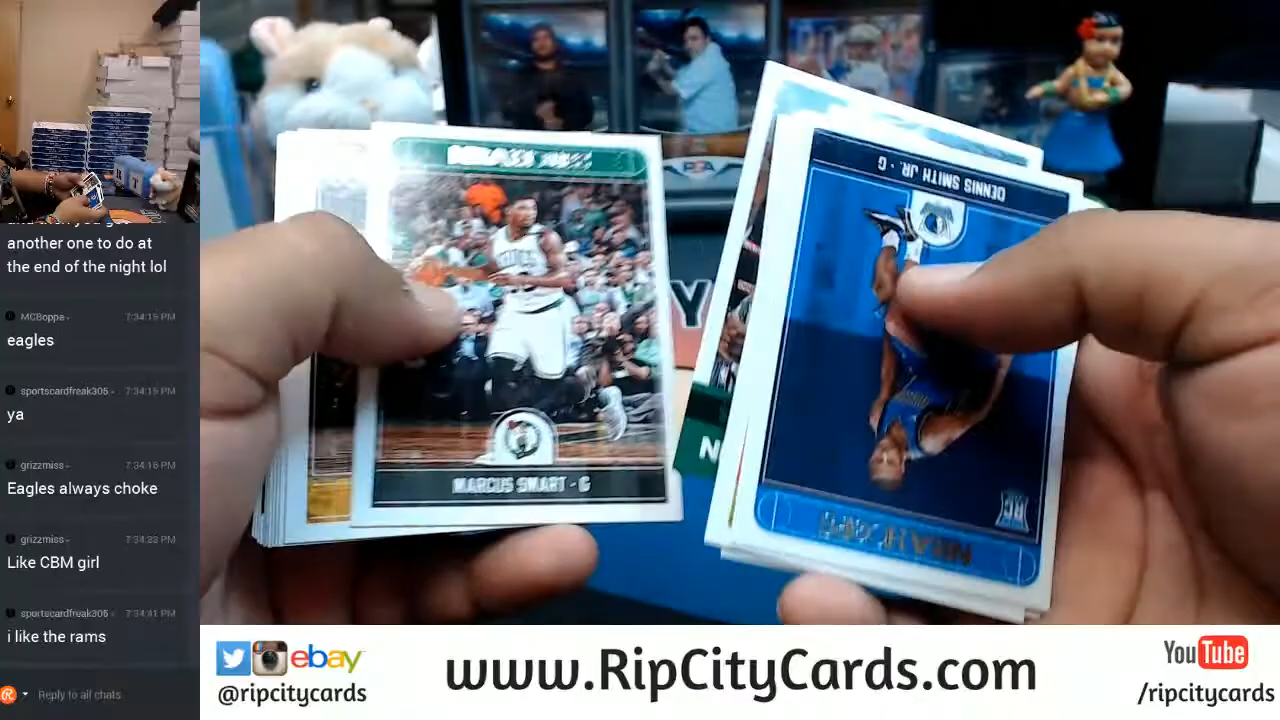 another one to do at
the end of the night lol
MCBoppe
7:34:15 PM
eagles
sportscardfreak305
7:34:15 PM
ya
grizzmiss
7:34:16 PM
Eagles always choke
grizzmiss
7:34:23 PM
Like CBM girl
sportscardfreak305
7:34:41 PM
i like the rams
Reply to all chats
MARCUS SMART - G
DENNIS SMITH JR. - G
NBA HOOPS
RC
N
Y
ebay
@ripcitycards
www.RipCityCards.com
YouTube
/ripcitycards